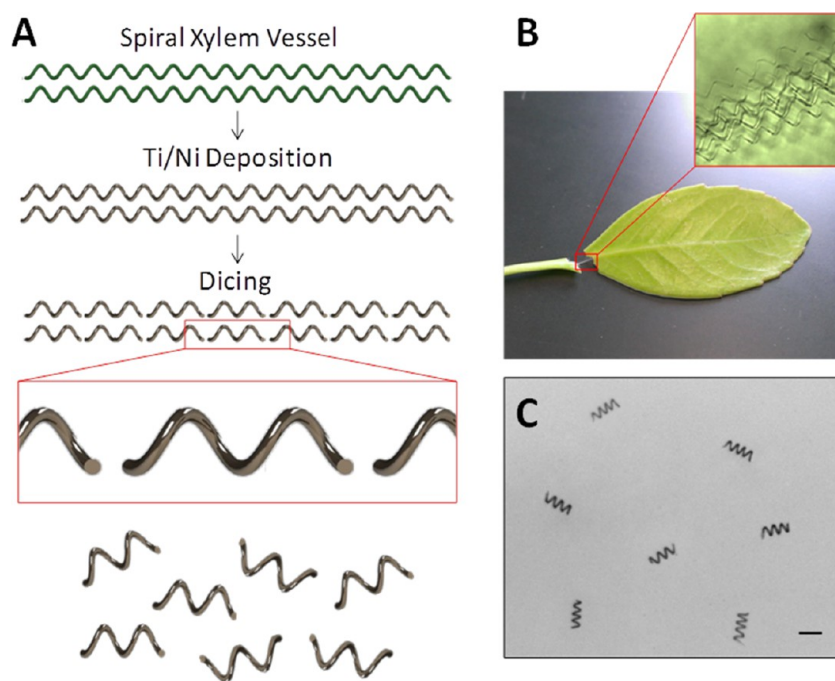 A
Spiral Xylem Vessel
Ti/Ni Deposition
Dicing
B
C